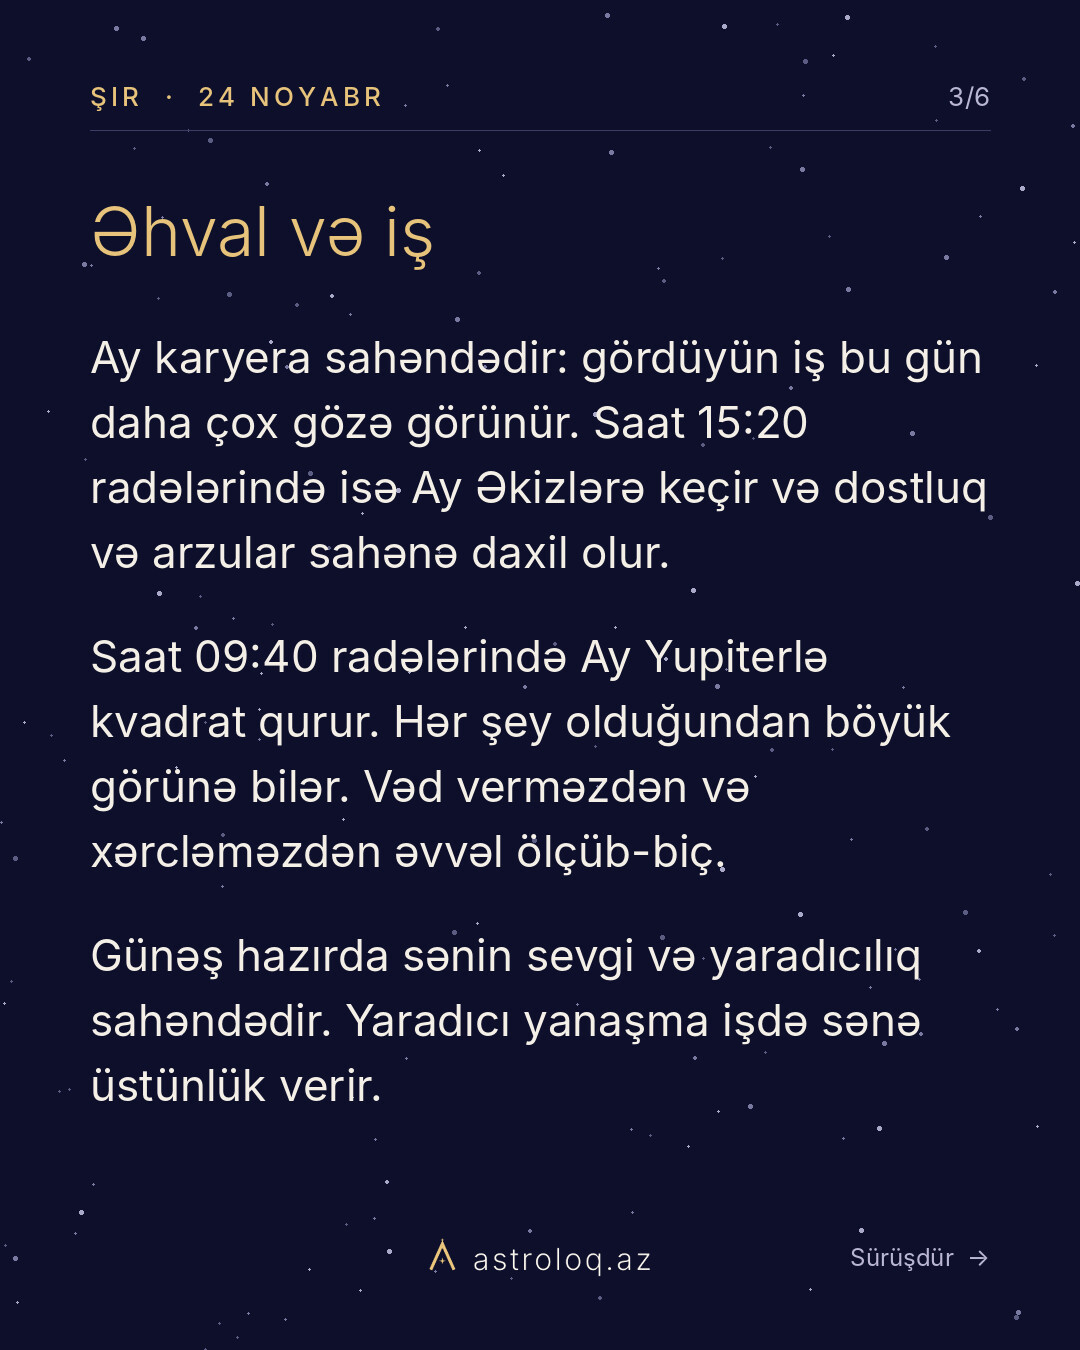 ŞIR · 24 NOYABR
3/6
Əhval və iş
Ay karyera sahəndədir: gördüyün iş bu gün
daha çox gözə görünür. Saat 15:20
radələrində isə Ay Əkizlərə keçir və dostluq
və arzular sahənə daxil olur.
Saat 09:40 radələrində Ay Yupiterlə
kvadrat qurur. Hər şey olduğundan böyük
görünə bilər. Vəd verməzdən və
xərcləməzdən əvvəl ölçüb-biç.
Günəş hazırda sənin sevgi və yaradıcılıq
sahəndədir. Yaradıcı yanaşma işdə sənə
üstünlük verir.
astroloq.az
Sürüşdür →